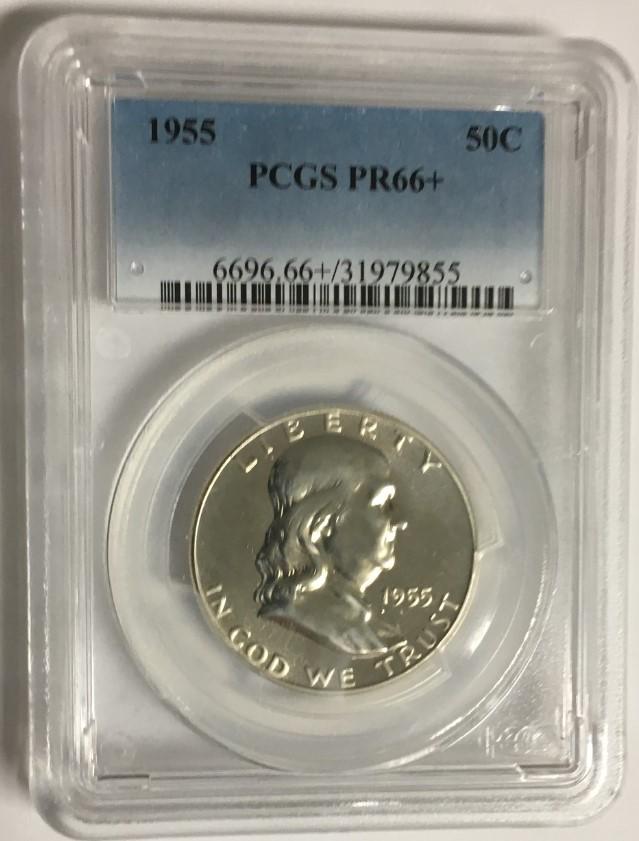 1955 50C
PCGS PR66+
6696.66+/31979855
LIBERTY
1955
IN GOD WE TRUST